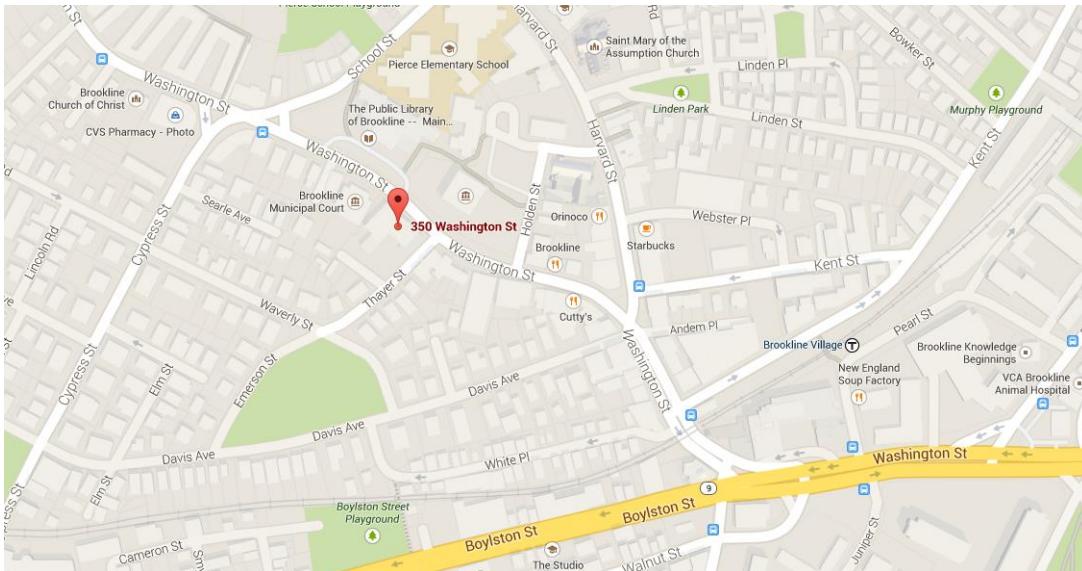 Pierce School Playground
School St
Harvard St
Rd
Bowker St
Washington St
Pierce Elementary School
Saint Mary of the
Assumption Church
Linden Pl
Brookline
Church of Christ
CVS Pharmacy - Photo
The Public Library
of Brookline -- Main...
Linden Park
Murphy Playground
Linden St
Harvard St
Kent St
Washington St
Rd
Searle Ave
Brookline
Municipal Court
350 Washington St
Holden St
Orinoco
Webster Pl
Starbucks
Lincoln Rd
Cypress St
Washington St
Brookline
Kent St
Thayer St
Waverly St
Cutty's
Andem Pl
Pearl St
Brookline Village
T
Brookline Knowledge
Beginnings
Emerson St
Elm St
Davis Ave
Washington St
New England
Soup Factory
VCA Brookline
Animal Hospital
Cypress St
Davis Ave
Davis Ave
White Pl
Washington St
Elm St
9
Boylston Street
Playground
Boylston St
Boylston St
Cypress St
Cameron St
The Studio
Walnut St
Juniper St